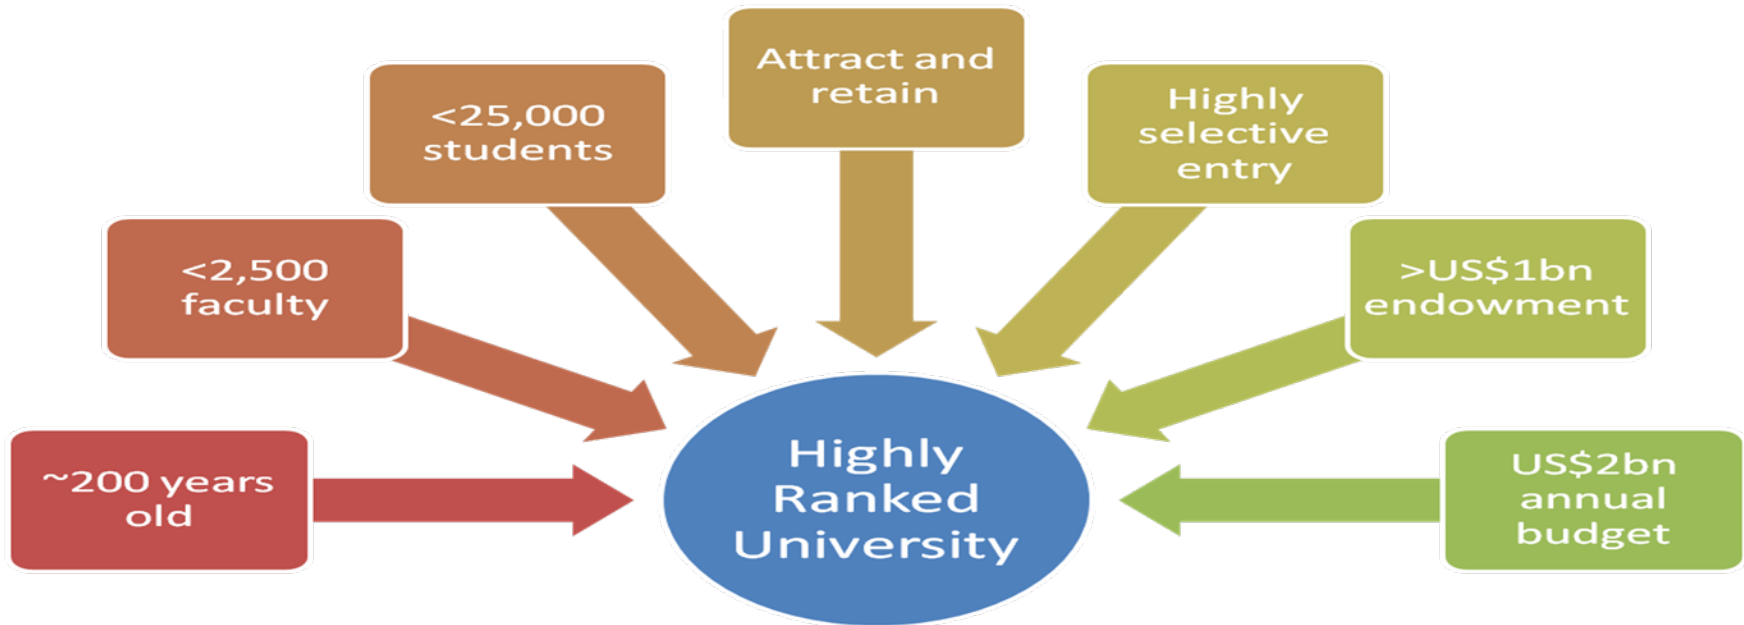 Attract and
retain
<25,000
students
Highly
selective
entry
<2,500
faculty
>US$1bn
endowment
~200 years
old
Highly
Ranked
University
US$2bn
annual
budget